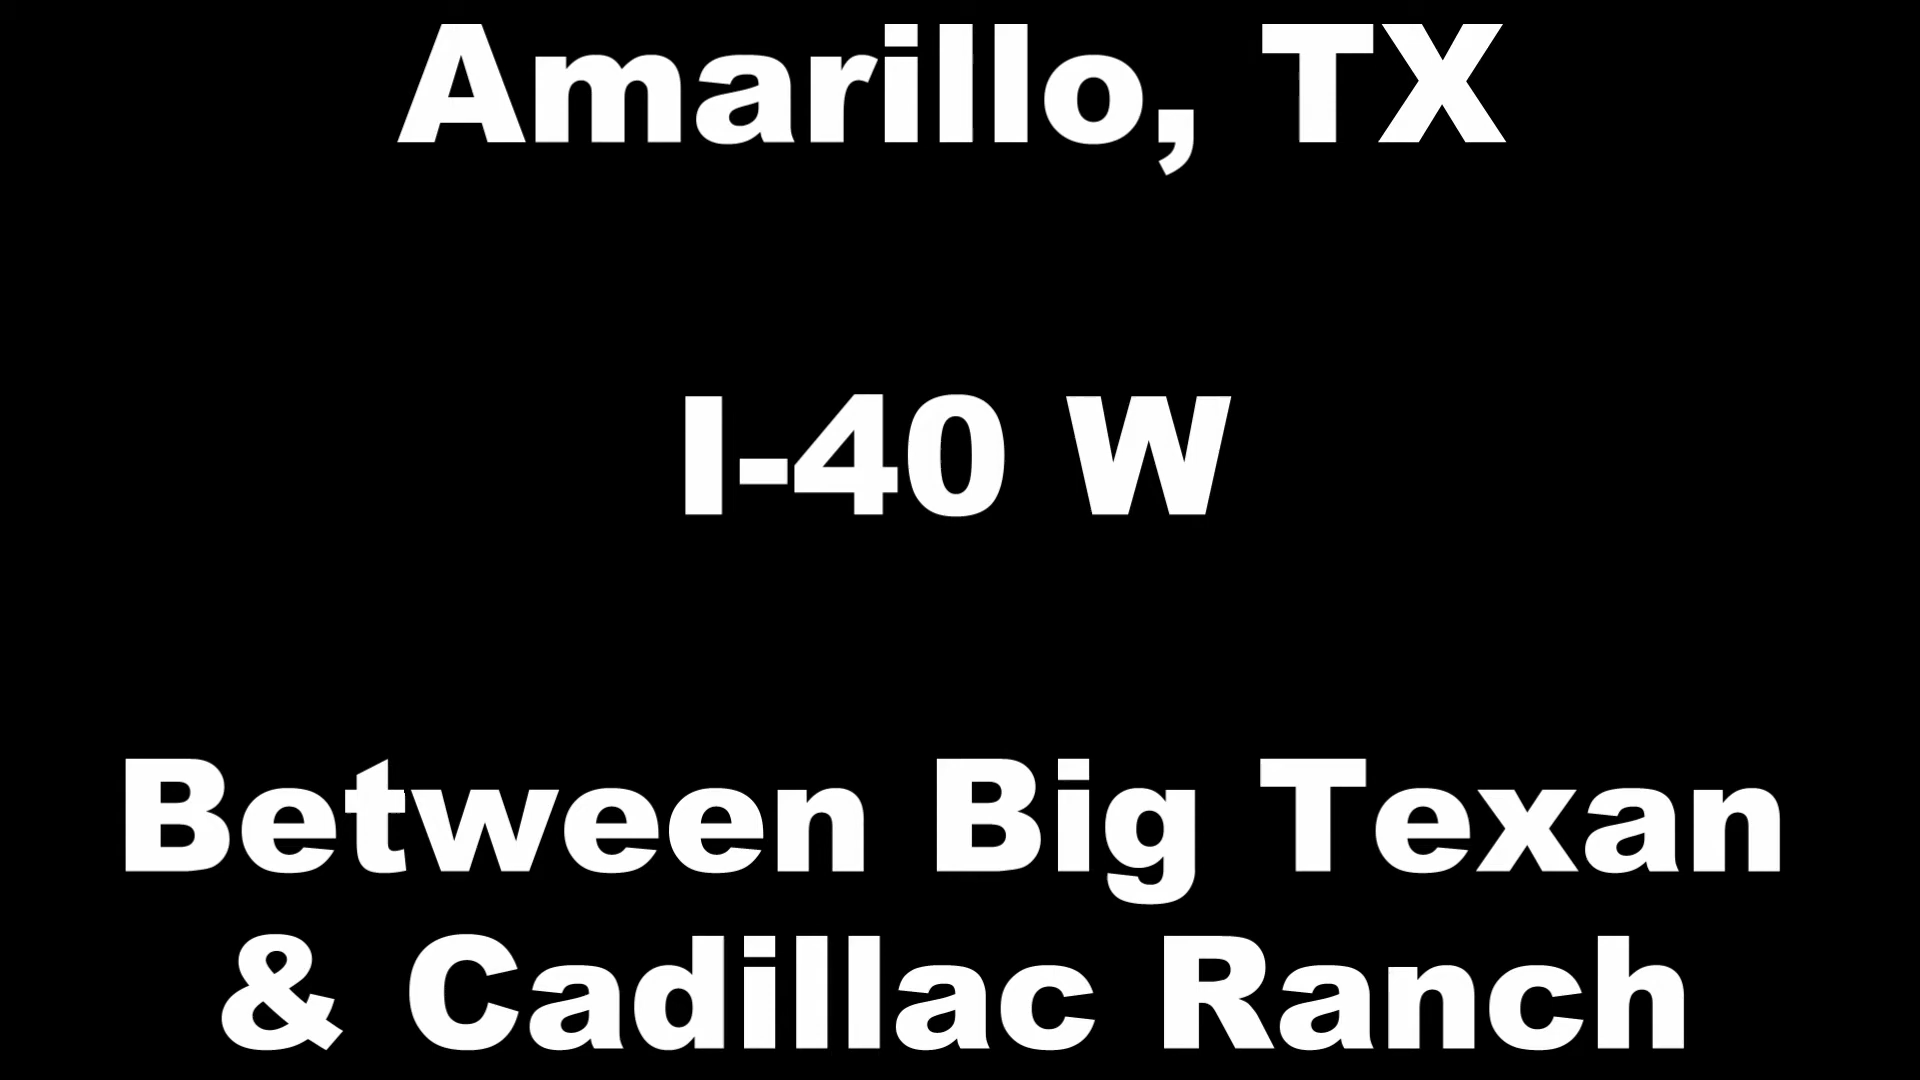 Amarillo, TX
I-40 W
Between Big Texan
& Cadillac Ranch